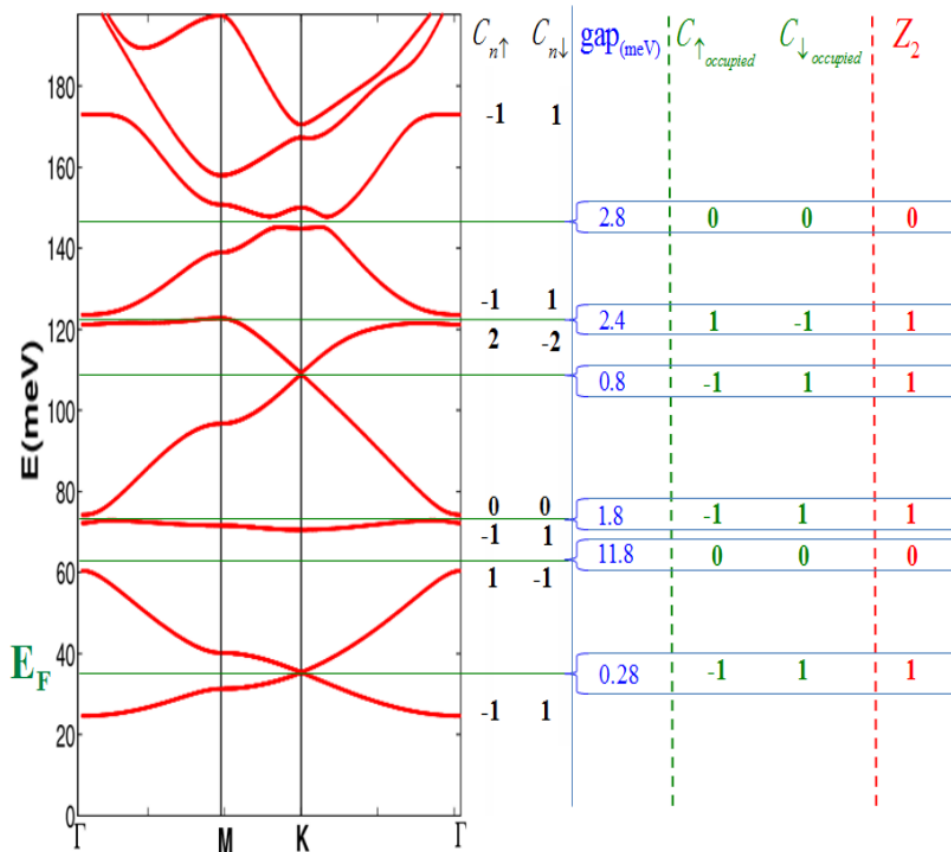 C_{n↑} C_{n↓} gap(meV) C_{↑occupied} C_{↓occupied} Z_2
180
-1 1
160
2.8 0 0 0
140
-1 1
2.4 1 -1 1
120
2 -2
0.8 -1 1 1
100
E(meV)
80
0 0
1.8 -1 1 1
-1 1
11.8 0 0 0
60
1 -1
40
E_F
0.28 -1 1 1
-1 1
20
0
Γ M K Γ